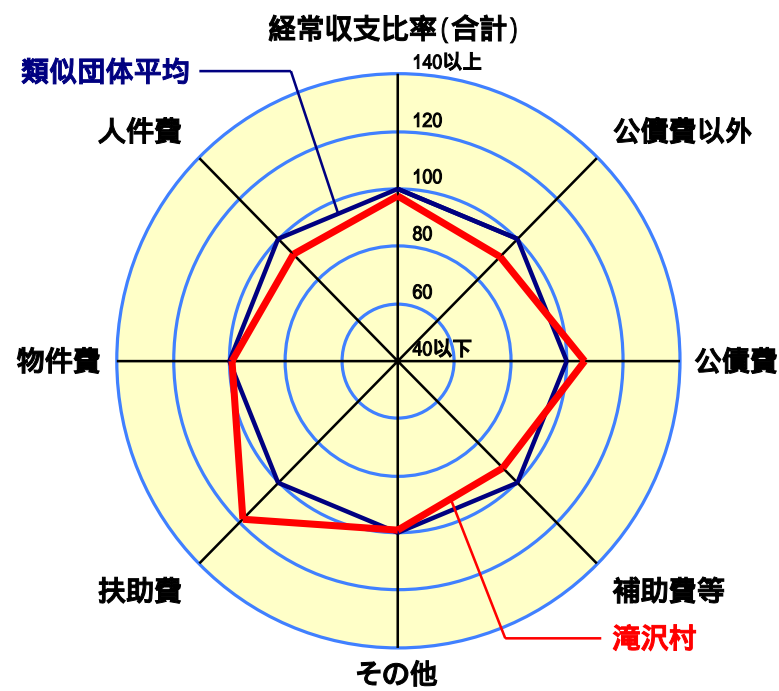 経常収支比率(合計)
140以上
類似団体平均
120
人件費
公債費以外
100
80
60
40以下
物件費
公債費
扶助費
補助費等
滝沢村
その他